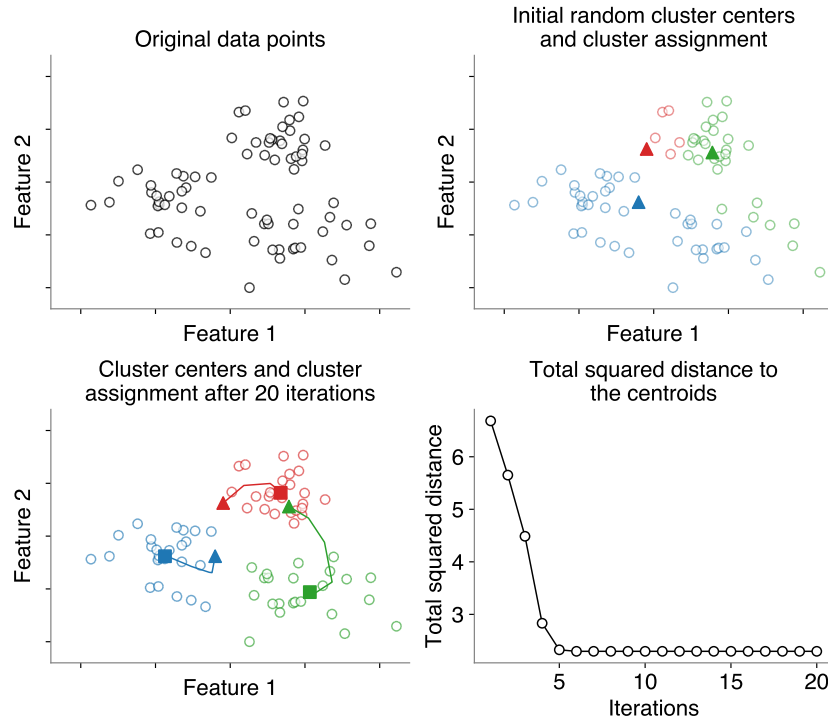 Original data points
Feature 2
Feature 1
Initial random cluster centers
and cluster assignment
Feature 2
Feature 1
Cluster centers and cluster
assignment after 20 iterations
Feature 2
Feature 1
Total squared distance to
the centroids
Total squared distance
6
5
4
3
5
10
15
20
Iterations